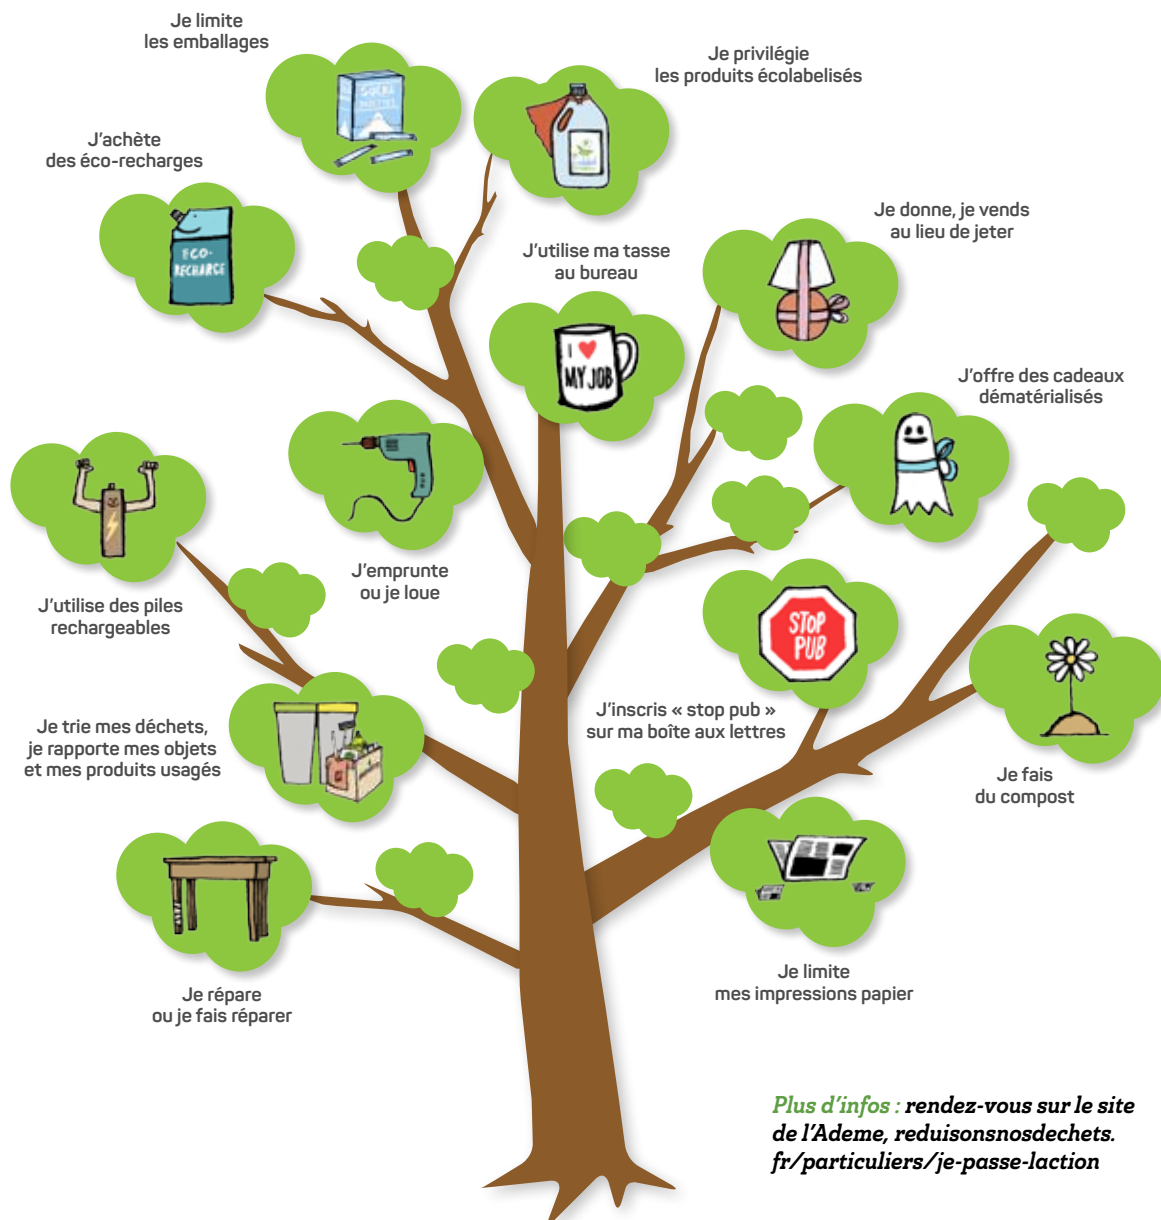 Je limite
les emballages
Je privilégie
les produits écolabelisés
J'achète
des éco-recharges
ECO-
RECHARGE
Je donne, je vends
au lieu de jeter
J'utilise ma tasse
au bureau
I ♥
MY JOB
J'offre des cadeaux
dématérialisés
J'emprunte
ou je loue
J'utilise des piles
rechargeables
STOP
PUB
J'inscris « stop pub »
sur ma boîte aux lettres
Je trie mes déchets,
je rapporte mes objets
et mes produits usagés
Je fais
du compost
Je limite
mes impressions papier
Je répare
ou je fais réparer
Plus d'infos : rendez-vous sur le site
de l'Ademe, reduisonsnosdechets.
fr/particuliers/je-passe-laction